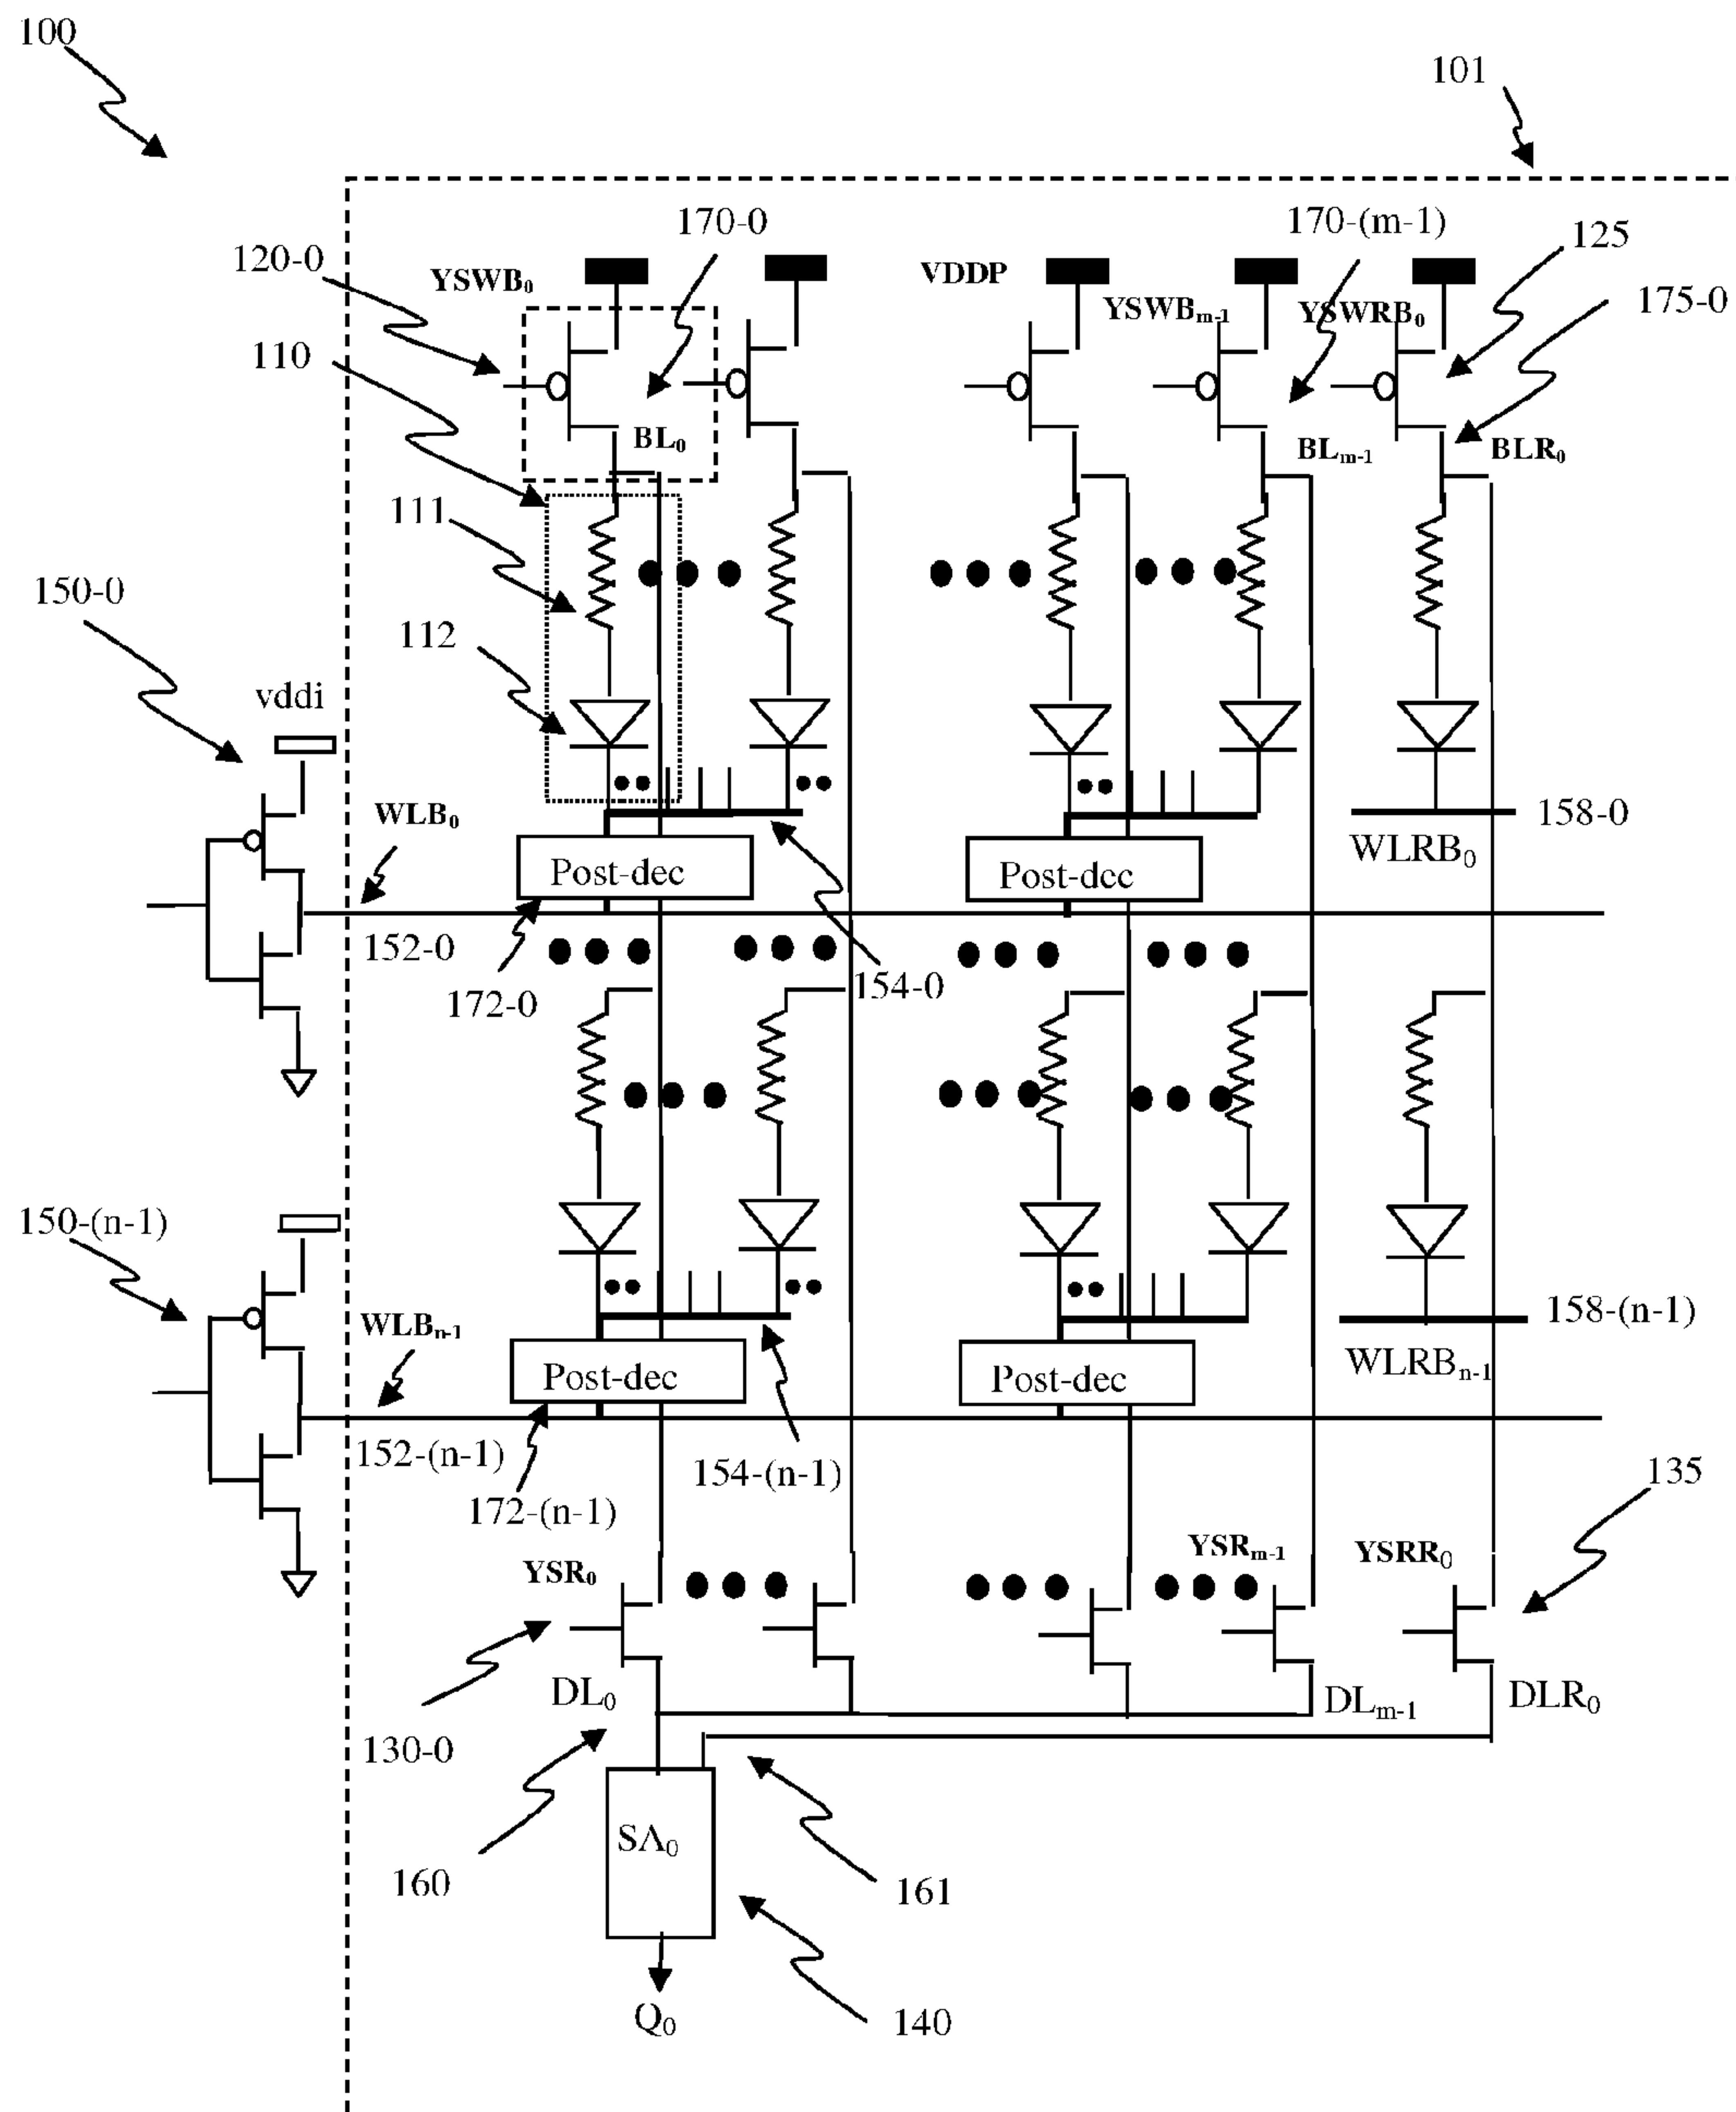 100
101
170-0
170-(m-1)
125
120-0
YSWB₀
VDDP
YSWBₘ₋₁
YSWRB₀
175-0
110
BL₀
BLₘ₋₁
BLR₀
111
150-0
112
vddi
WLB₀
158-0
WLRB₀
Post-dec
Post-dec
152-0
172-0
154-0
150-(n-1)
WLBₙ₋₁
158-(n-1)
WLRBₙ₋₁
Post-dec
Post-dec
152-(n-1)
154-(n-1)
172-(n-1)
135
YSR₀
YSRₘ₋₁
YSRR₀
DL₀
DLₘ₋₁
DLR₀
130-0
SA₀
160
161
Q₀
140